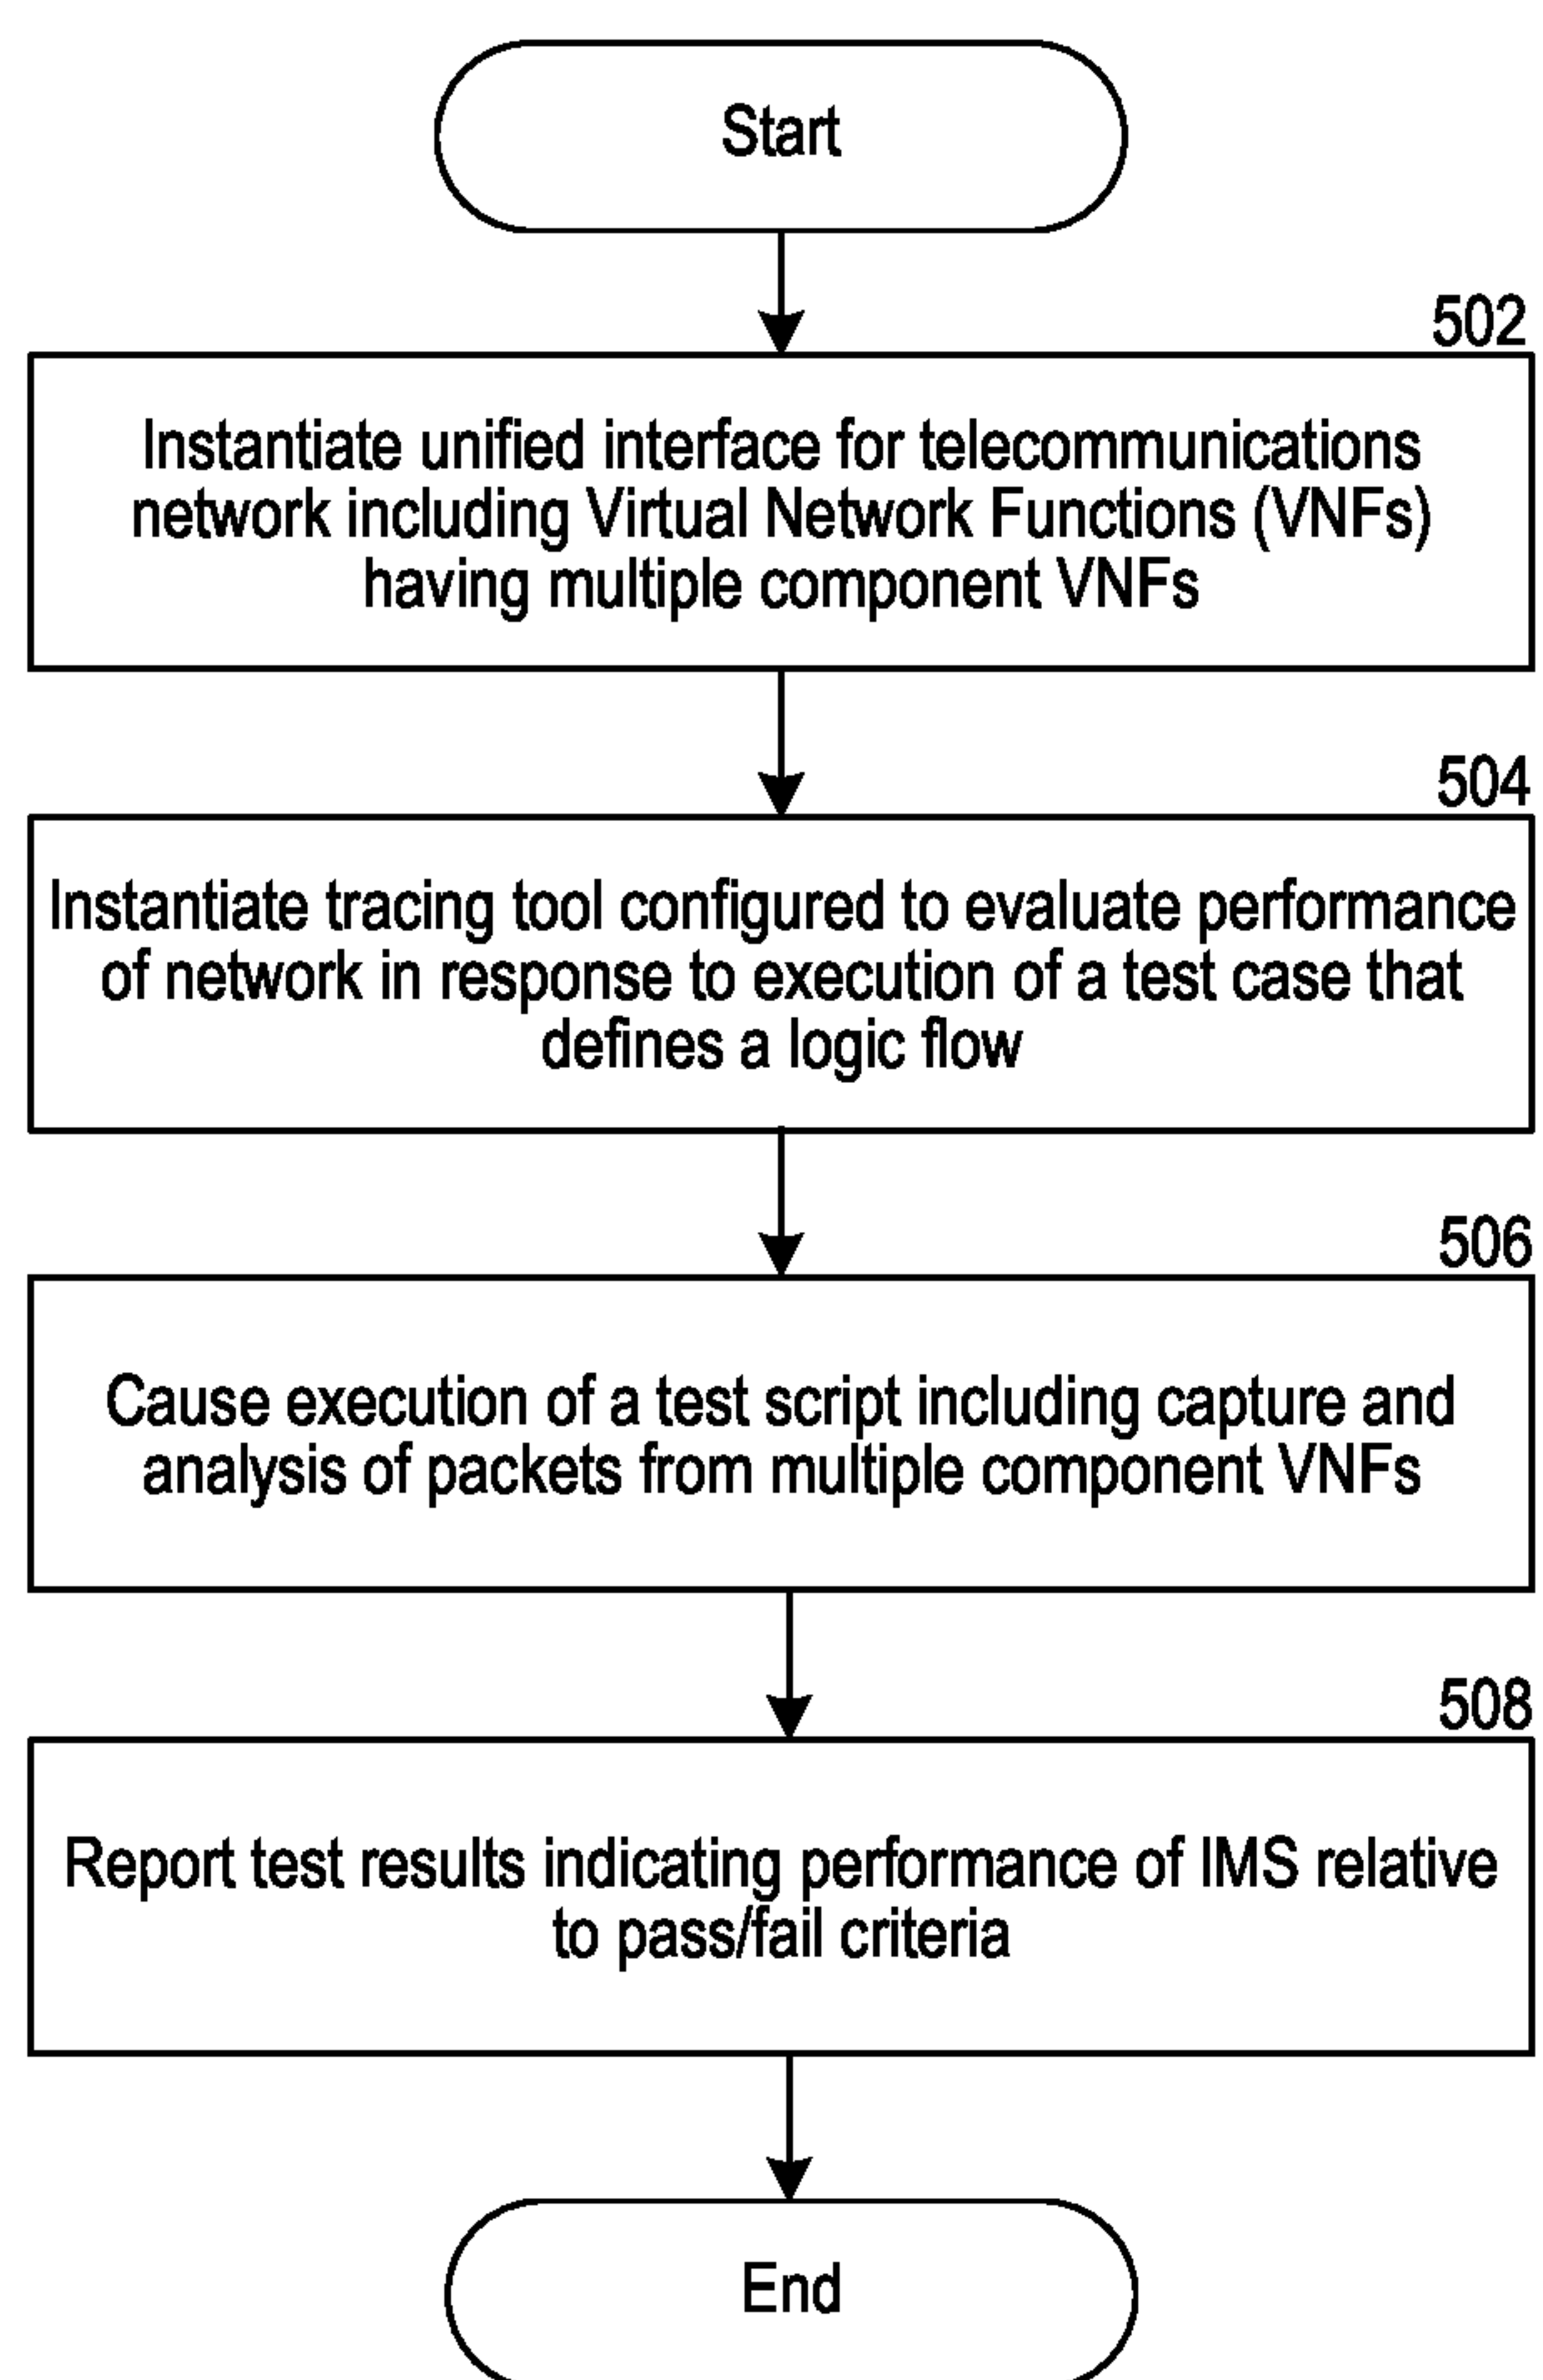 Start
502
Instantiate unified interface for telecommunications
network including Virtual Network Functions (VNFs)
having multiple component VNFs
504
Instantiate tracing tool configured to evaluate performance
of network in response to execution of a test case that
defines a logic flow
506
Cause execution of a test script including capture and
analysis of packets from multiple component VNFs
508
Report test results indicating performance of IMS relative
to pass/fail criteria
End